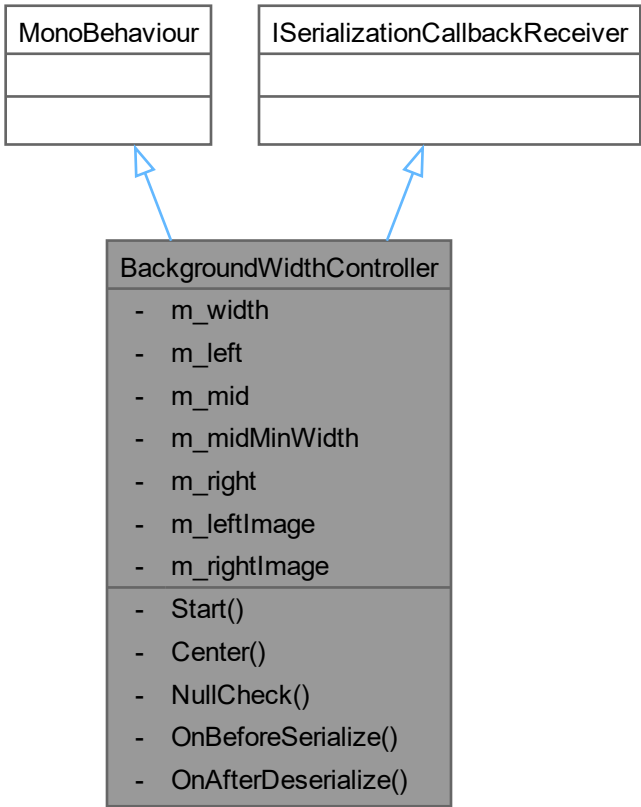 MonoBehaviour
ISerializationCallbackReceiver
BackgroundWidthController
- m_width
- m_left
- m_mid
- m_midMinWidth
- m_right
- m_leftImage
- m_rightImage
- Start()
- Center()
- NullCheck()
- OnBeforeSerialize()
- OnAfterDeserialize()